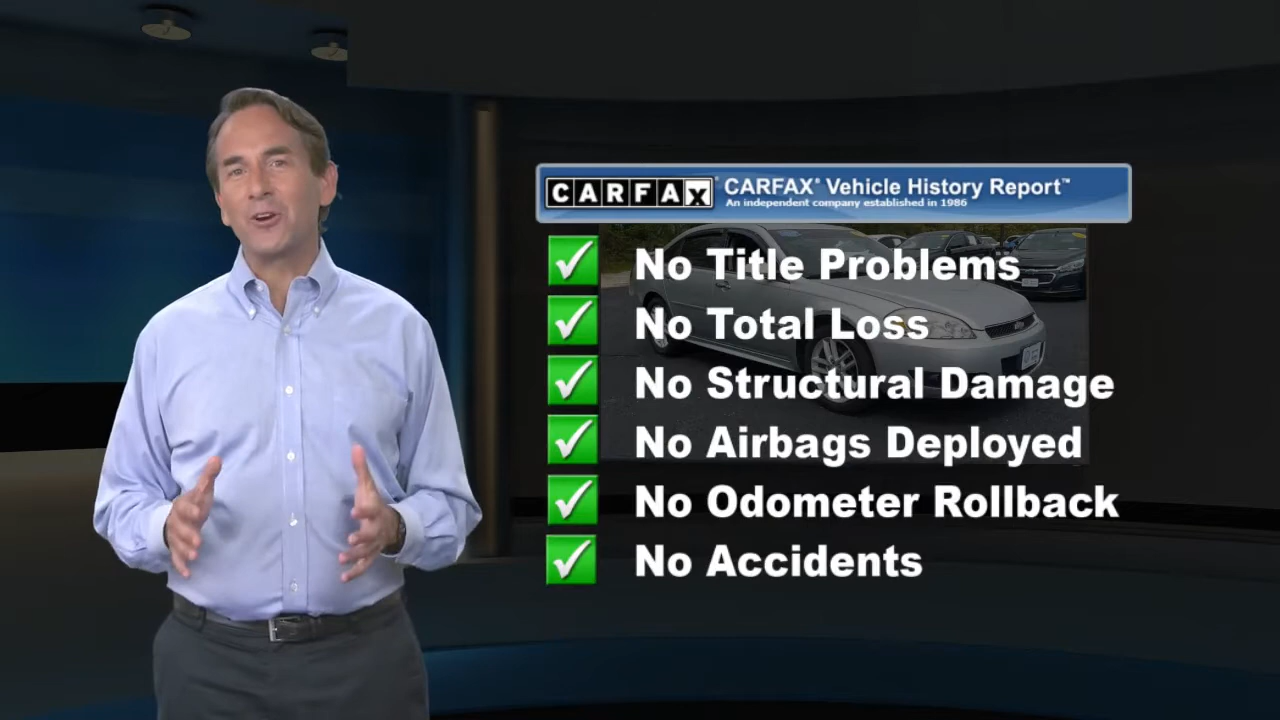 CARFAX
CARFAX® Vehicle History Report™
An independent company established in 1986
No Title Problems
No Total Loss
No Structural Damage
No Airbags Deployed
No Odometer Rollback
No Accidents